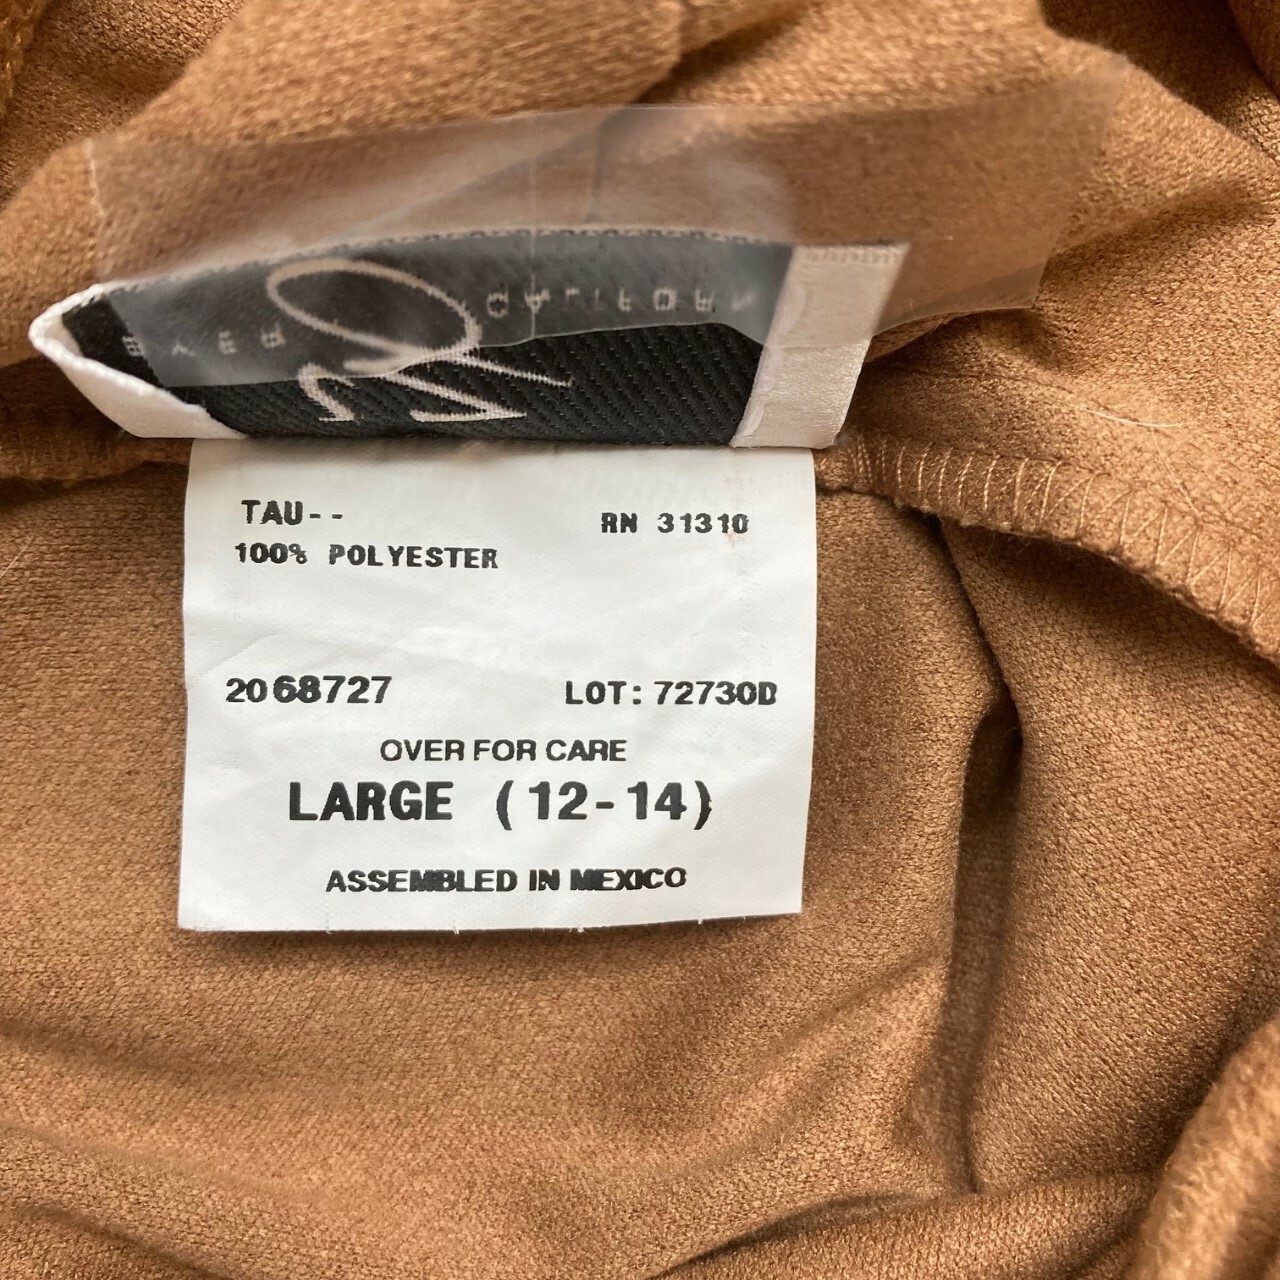 TAU-- RN 31310
100% POLYESTER
2068727 LOT: 72730D
OVER FOR CARE
LARGE (12-14)
ASSEMBLED IN MEXICO